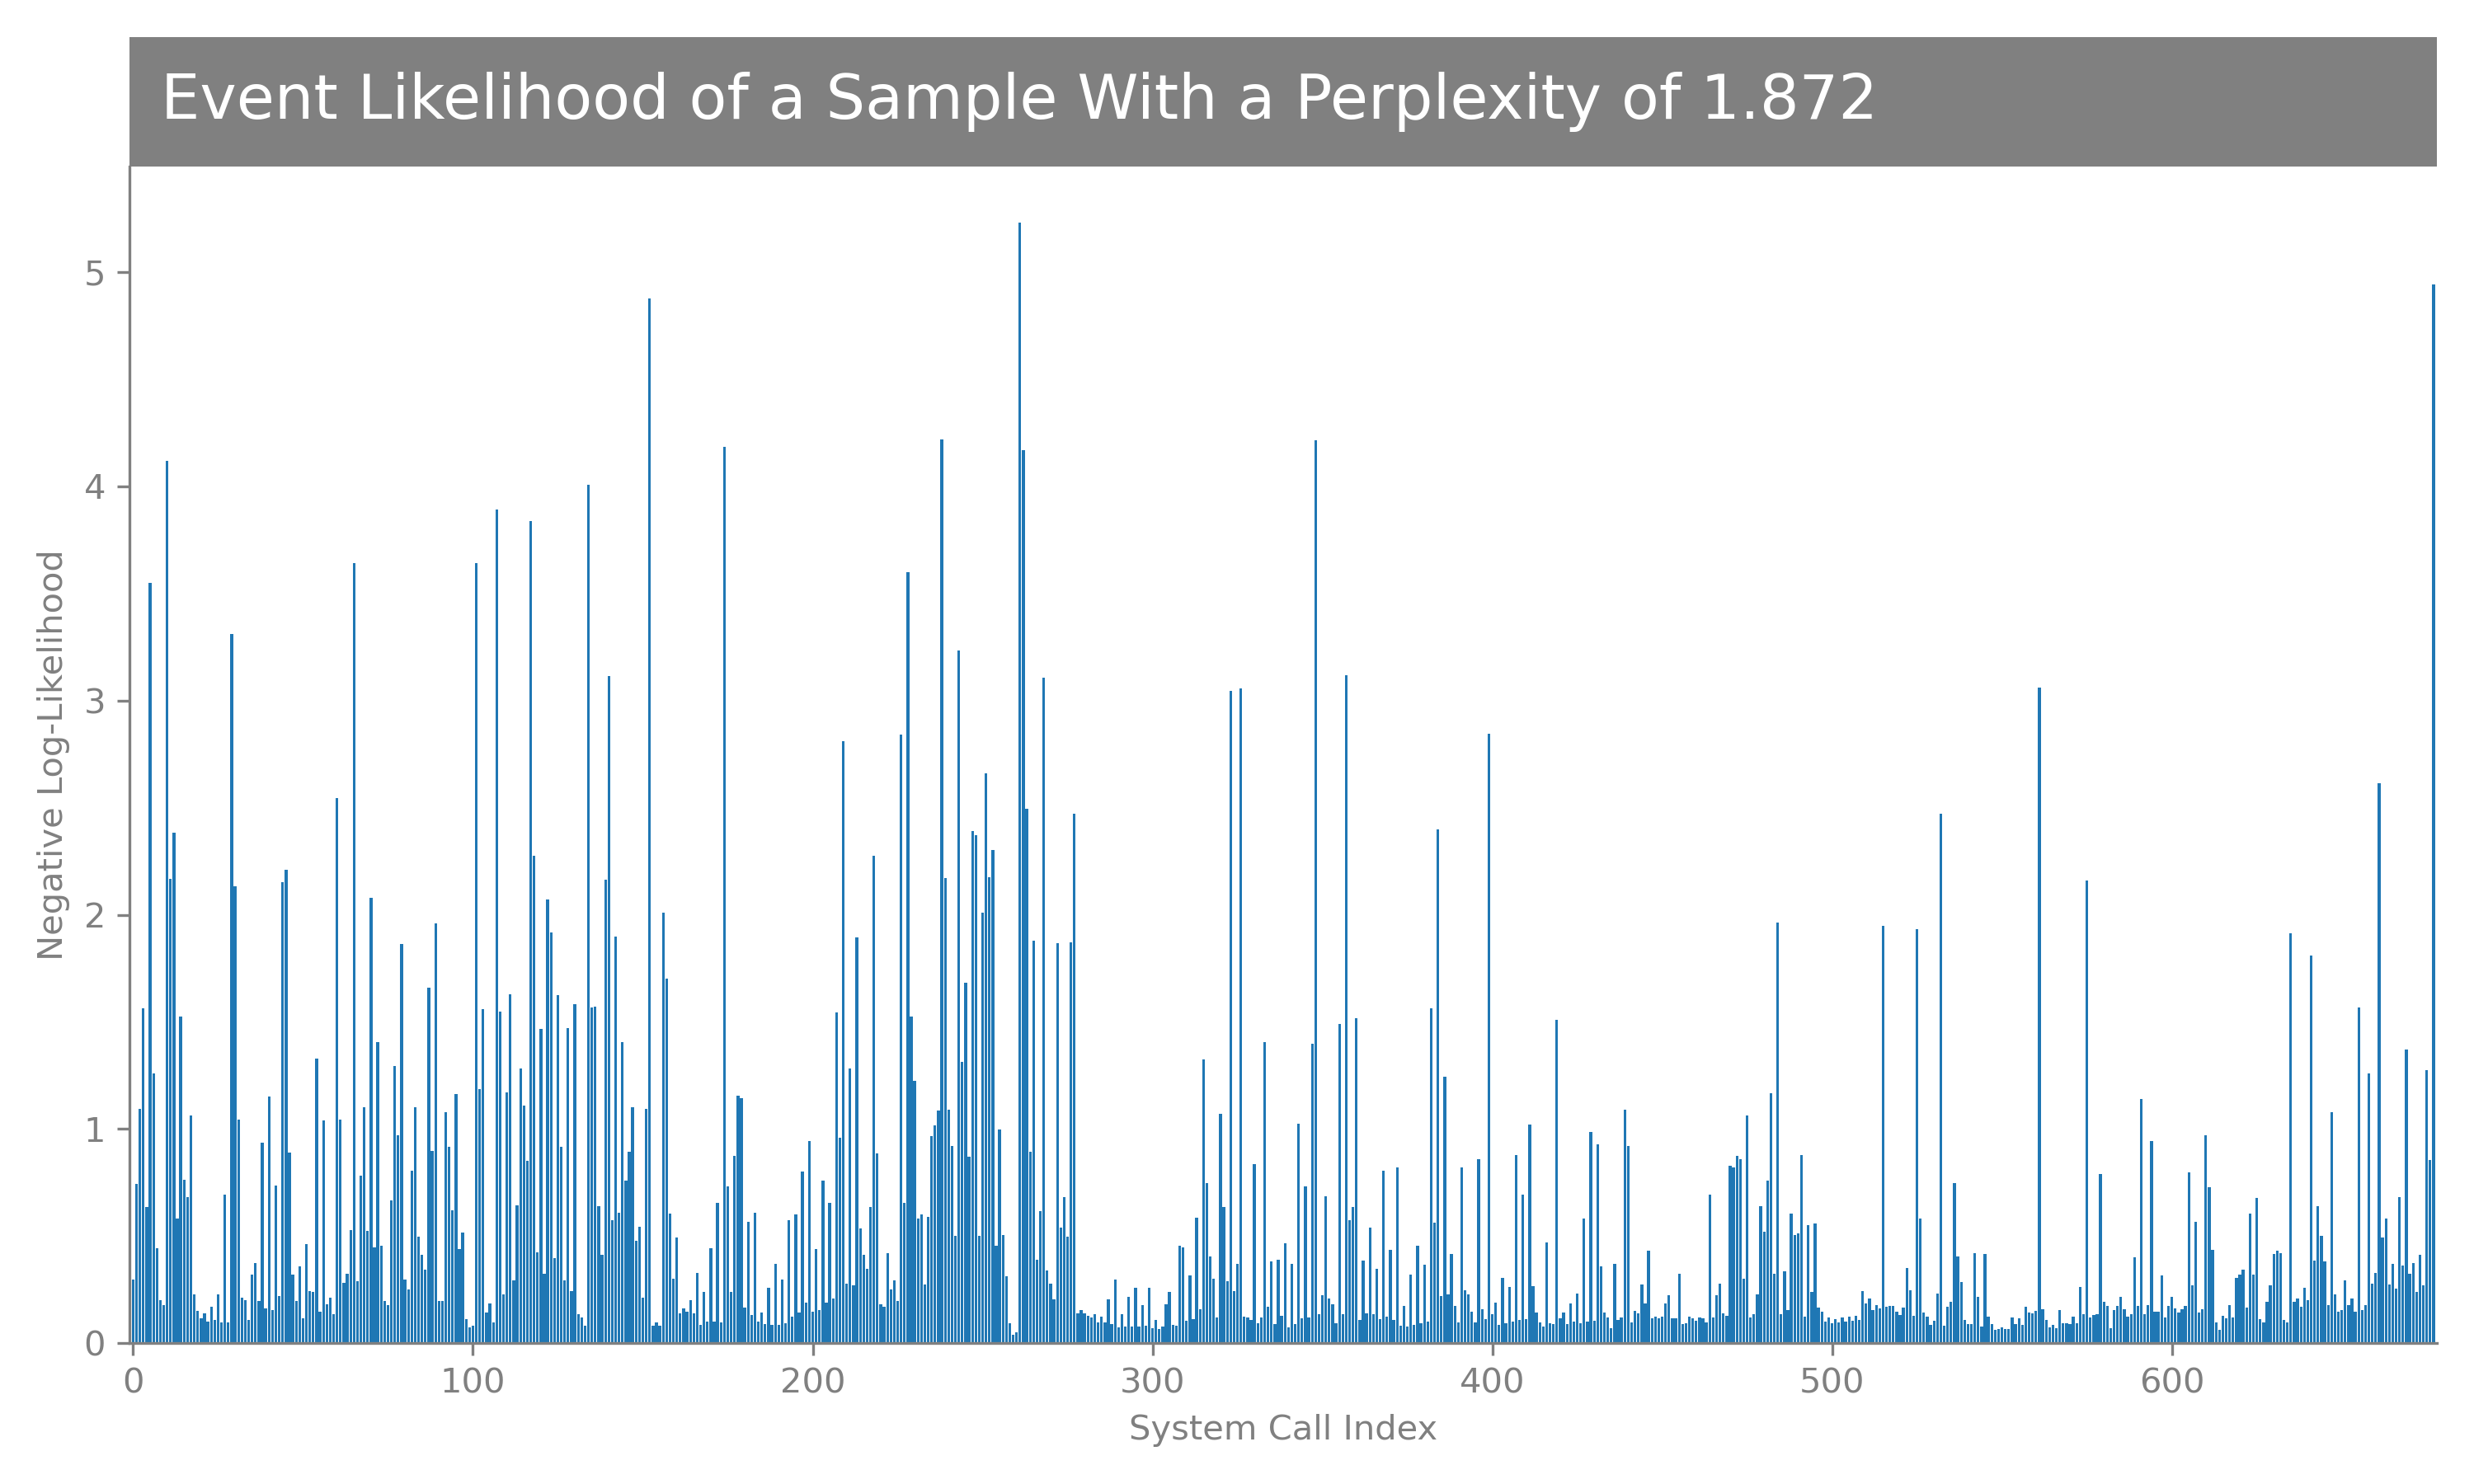 Event Likelihood of a Sample With a Perplexity of 1.872
5
4
3
2
1
0
Negative Log-Likelihood
0 100 200 300 400 500 600
System Call Index